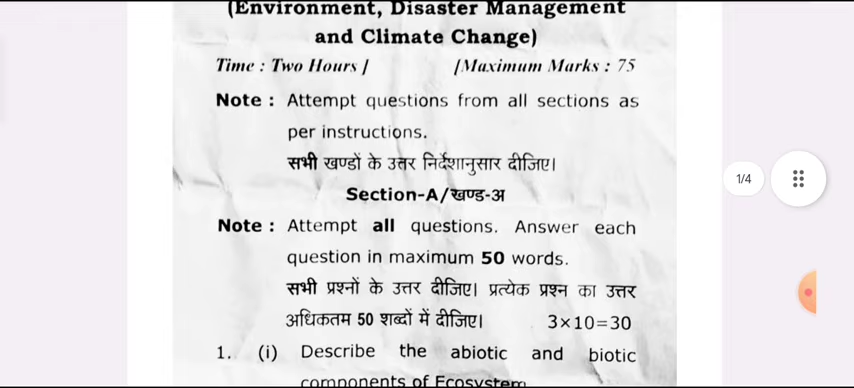 (Environment, Disaster Management
and Climate Change)
Time : Two Hours ] [Maximum Marks : 75
Note : Attempt questions from all sections as
per instructions.
सभी खण्डों के उत्तर निर्देशानुसार दीजिए।
Section-A/खण्ड-अ
Note : Attempt all questions. Answer each
question in maximum 50 words.
सभी प्रश्नों के उत्तर दीजिए। प्रत्येक प्रश्न का उत्तर
अधिकतम 50 शब्दों में दीजिए। 3×10=30
1. (i) Describe the abiotic and biotic
components of Ecosystem.
1/4